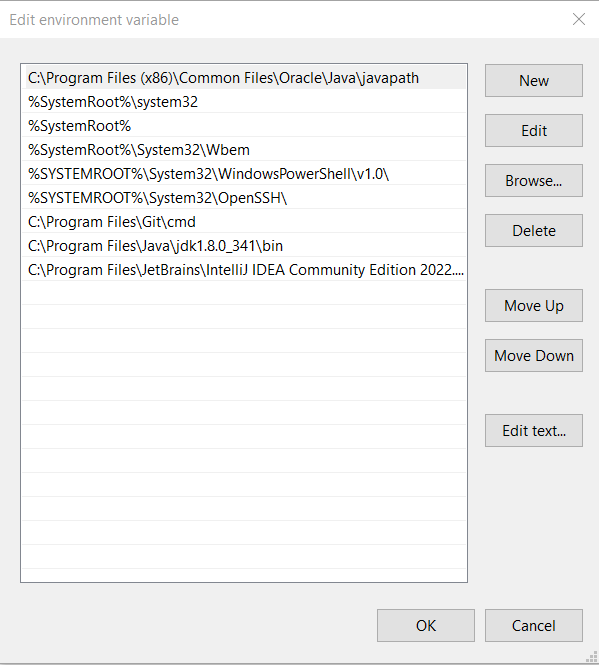 Edit environment variable
C:\Program Files (x86)\Common Files\Oracle\Java\javapath
%SystemRoot%\system32
%SystemRoot%
%SystemRoot%\System32\Wbem
%SYSTEMROOT%\System32\WindowsPowerShell\v1.0\
%SYSTEMROOT%\System32\OpenSSH\
C:\Program Files\Git\cmd
C:\Program Files\Java\jdk1.8.0_341\bin
C:\Program Files\JetBrains\IntelliJ IDEA Community Edition 2022....
New
Edit
Browse...
Delete
Move Up
Move Down
Edit text...
OK
Cancel